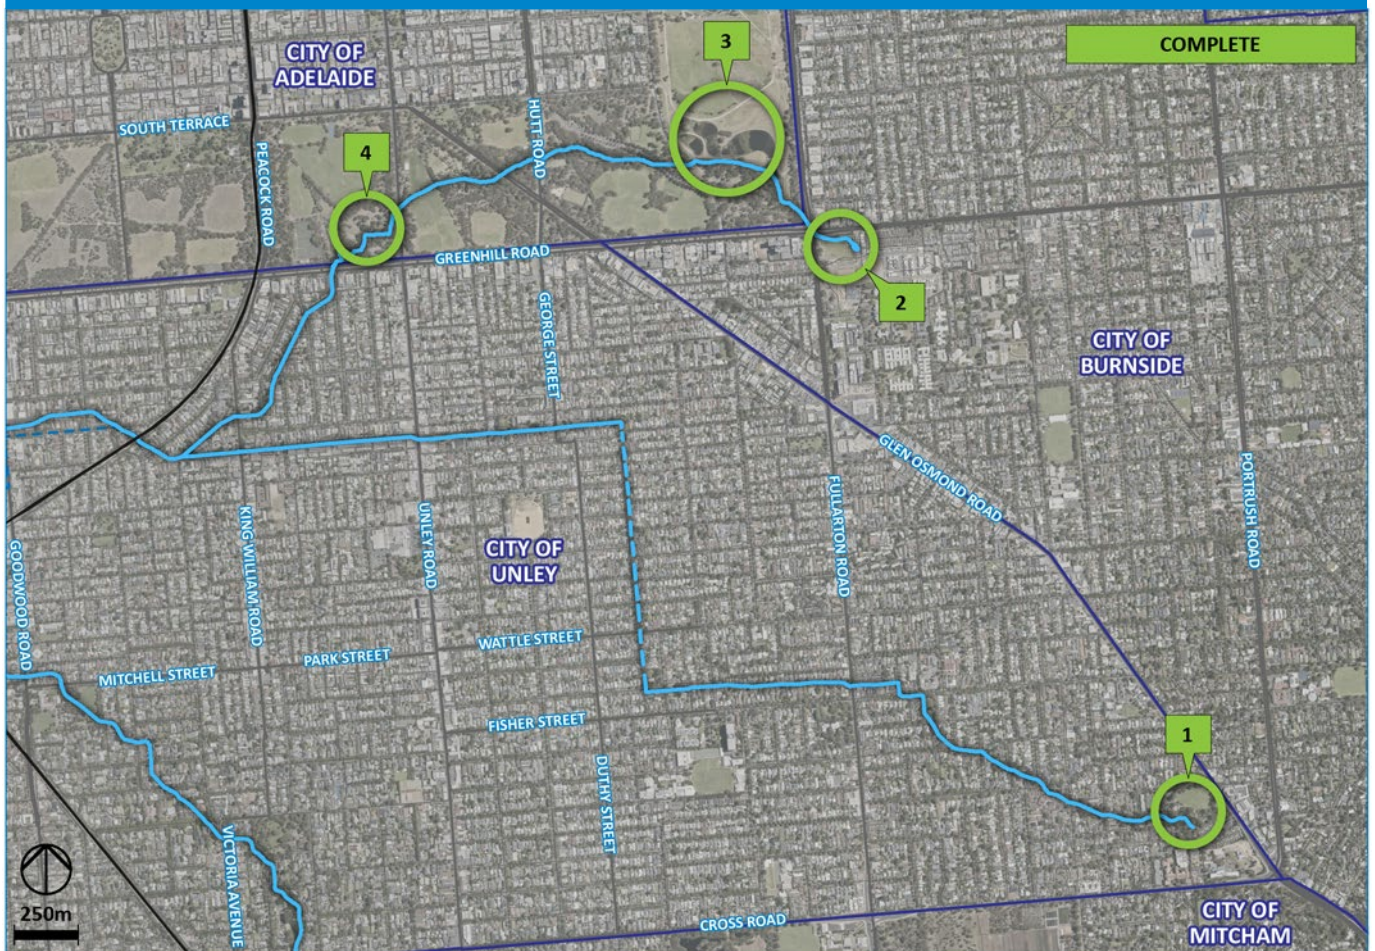 COMPLETE
CITY OF
ADELAIDE
3
SOUTH TERRACE
HUTT ROAD
4
PEACOCK ROAD
GREENHILL ROAD
2
GEORGE STREET
CITY OF
BURNSIDE
GLEN OSMOND ROAD
PORTRUSH ROAD
FULLARTON ROAD
UNLEY ROAD
KING WILLIAM ROAD
GOODWOOD ROAD
CITY OF
UNLEY
WATTLE STREET
PARK STREET
MITCHELL STREET
FISHER STREET
1
DUTHY STREET
VICTORIA AVENUE
250m
CROSS ROAD
CITY OF
MITCHAM